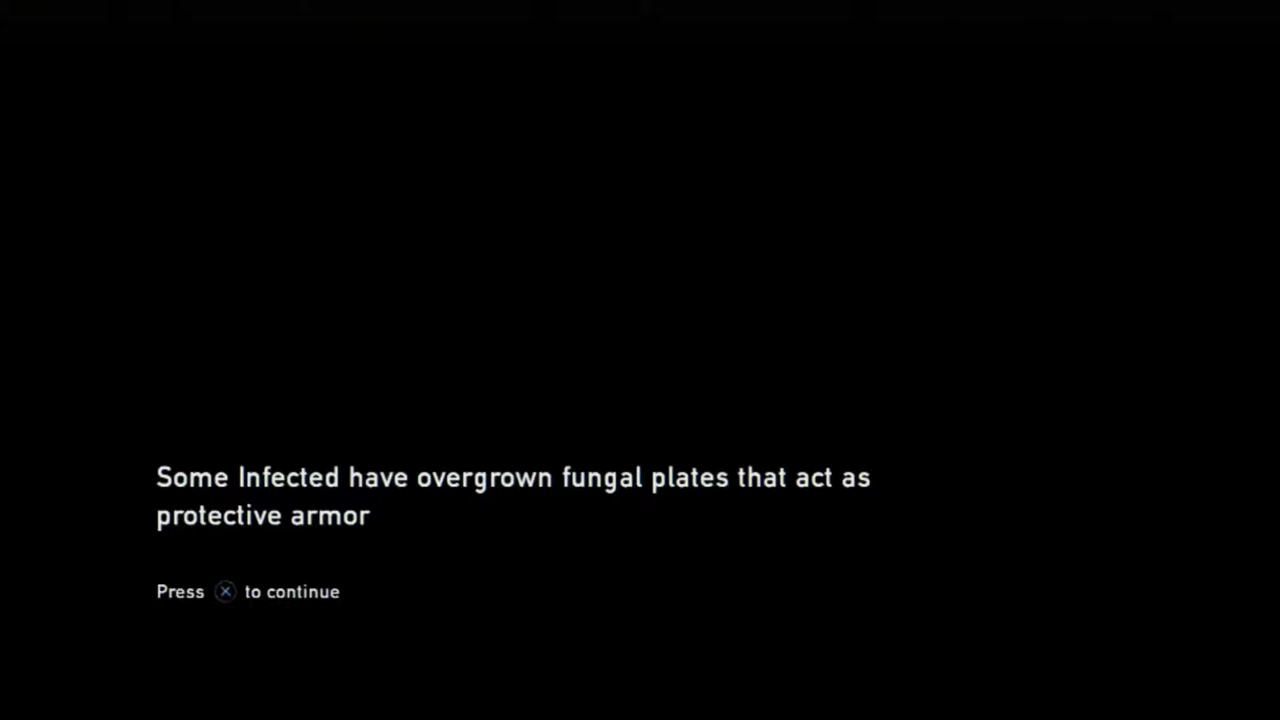 Some Infected have overgrown fungal plates that act as
protective armor
Press ⓧ to continue